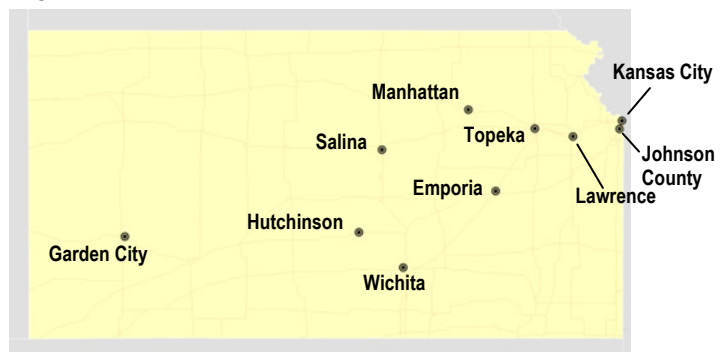 Kansas City
Manhattan
Salina
Topeka
Johnson
County
Emporia
Lawrence
Hutchinson
Garden City
Wichita